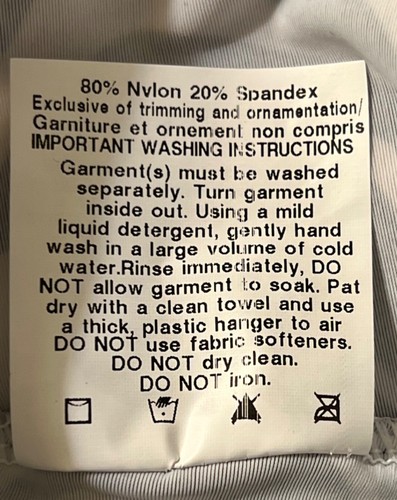 80% Nylon 20% Spandex
Exclusive of trimming and ornamentation/
Garniture et ornement non compris
IMPORTANT WASHING INSTRUCTIONS
Garment(s) must be washed
separately. Turn garment
inside out. Using a mild
liquid detergent, gently hand
wash in a large volume of cold
water.Rinse immediately, DO
NOT allow garment to soak. Pat
dry with a clean towel and use
a thick, plastic hanger to air
DO NOT use fabric softeners.
DO NOT dry clean.
DO NOT iron.